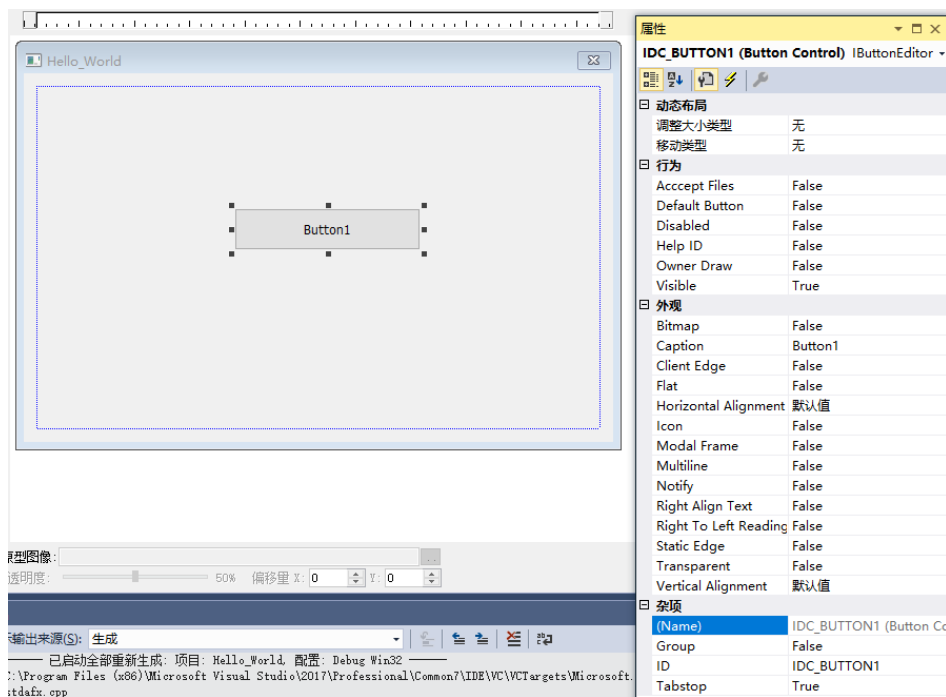 Hello_World
Button1
原型图像:
透明度:
50%
偏移量 X: 0
Y: 0
示输出来源(S): 生成
已启动全部重新生成: 项目: Hello_World, 配置: Debug Win32
C:\Program Files (x86)\Microsoft Visual Studio\2017\Professional\Common7\IDE\VC\VCTargets\Microsoft.
stdafx.cpp
属性
IDC_BUTTON1 (Button Control) IButtonEditor
动态布局
调整大小类型 无
移动类型 无
行为
Acccept Files False
Default Button False
Disabled False
Help ID False
Owner Draw False
Visible True
外观
Bitmap False
Caption Button1
Client Edge False
Flat False
Horizontal Alignment 默认值
Icon False
Modal Frame False
Multiline False
Notify False
Right Align Text False
Right To Left Reading False
Static Edge False
Transparent False
Vertical Alignment 默认值
杂项
(Name) IDC_BUTTON1 (Button Co
Group False
ID IDC_BUTTON1
Tabstop True